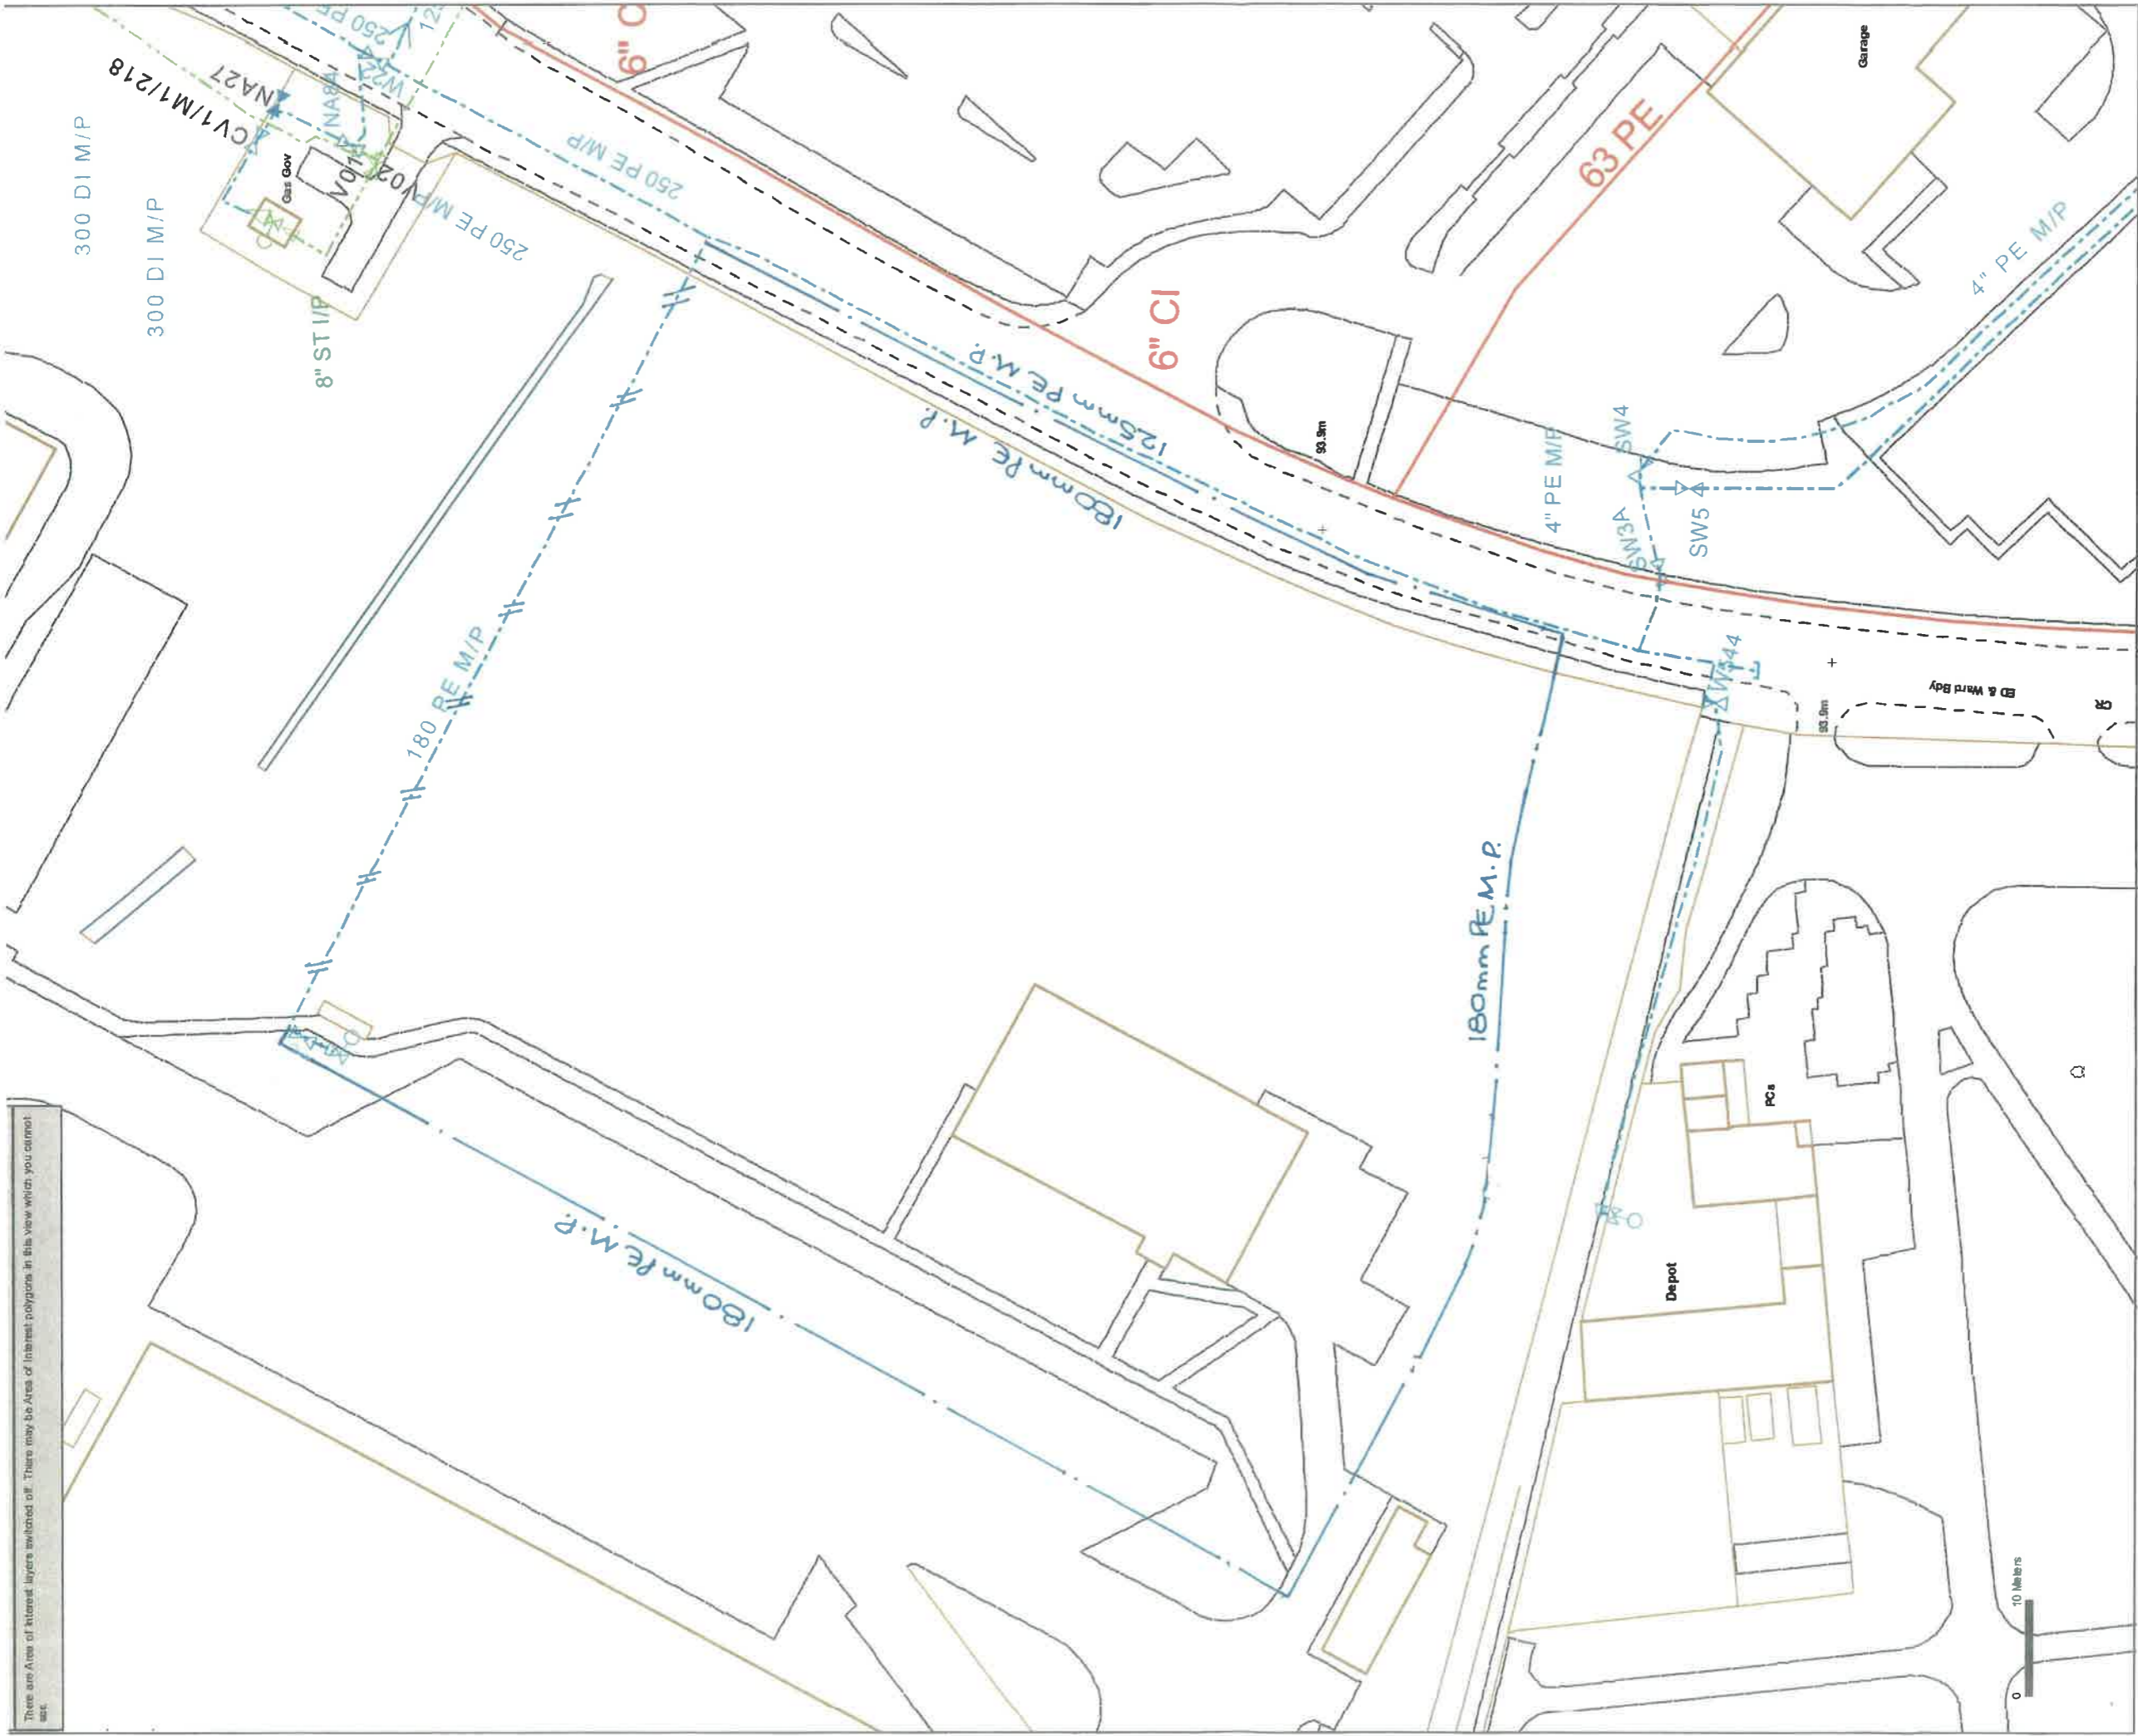 There are Area of Interest layers switched off. There may be Area of Interest polygons in this view which you cannot
see.
300 DI M/P
300 DI M/P
CV1/M1/218
NA27
NA84
W22
250 PE
12
6" C
Gas Gov
V01
V02
250 PE M/P
250 PE M/P
8" ST I/P
63 PE
Garage
6" CI
125mm PE M.P.
180mm PE M.P.
93.9m
4" PE M/P
4" PE M/P
SW4
SW3A
SW5
W544
ED & Ward Bdy
93.9m
180 PE M/P
180mm PE M.P.
180mm PE M.P.
PCs
Depot
0 10 Meters